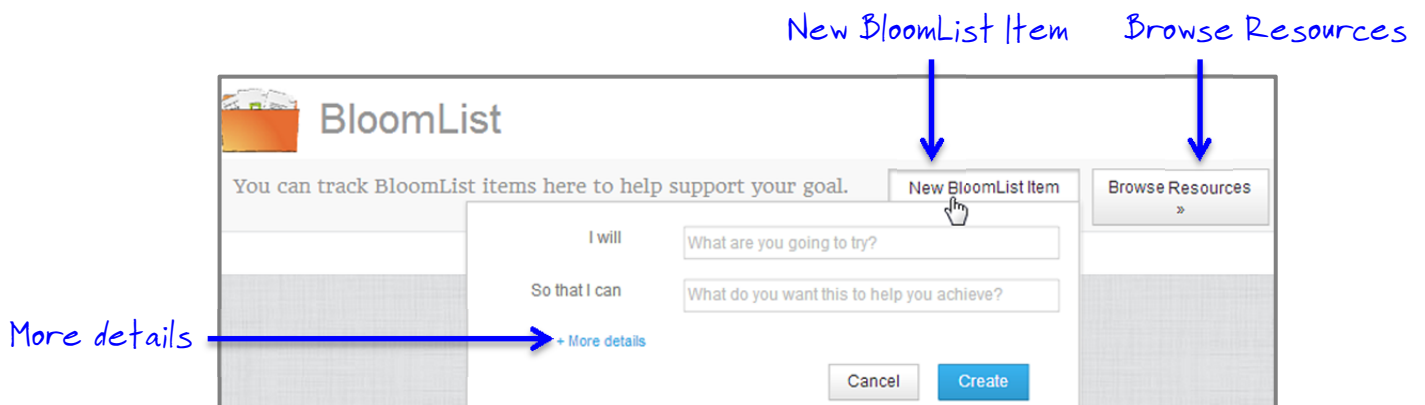 New BloomList Item Browse Resources
BloomList
You can track BloomList items here to help support your goal. New BloomList Item Browse Resources
»
I will What are you going to try?
So that I can What do you want this to help you achieve?
More details + More details
Cancel Create